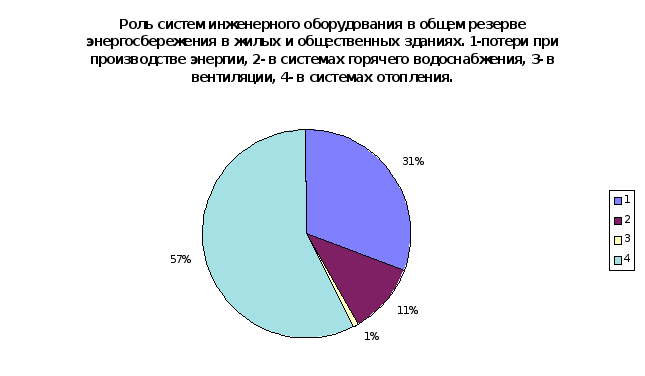 Роль систем инженерного оборудования в общем резерве
энергосбережения в жилых и общественных зданиях. 1-потери при
производстве энергии, 2- в системах горячего водоснабжения, 3- в
вентиляции, 4- в системах отопления.
31%
1
2
3
4
57%
11%
1%